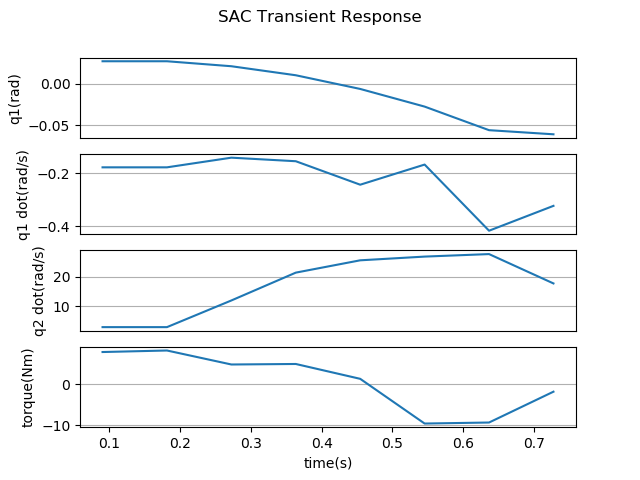 SAC Transient Response
q1(rad)
0.00
−0.05
q1 dot(rad/s)
−0.2
−0.4
q2 dot(rad/s)
20
10
torque(Nm)
0
−10
0.1 0.2 0.3 0.4 0.5 0.6 0.7
time(s)